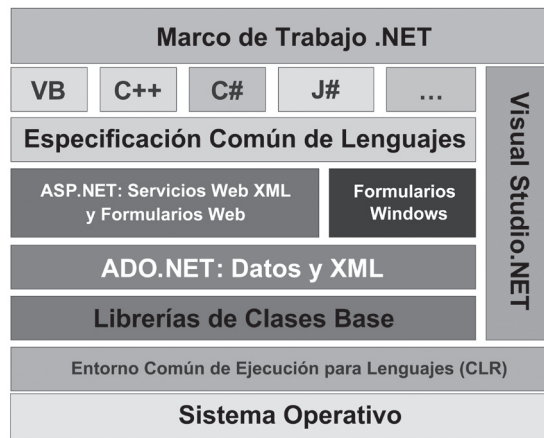 Marco de Trabajo .NET
VB
C++
C#
J#
...
Especificación Común de Lenguajes
ASP.NET: Servicios Web XML
y Formularios Web
Formularios
Windows
ADO.NET: Datos y XML
Librerías de Clases Base
Visual Studio.NET
Entorno Común de Ejecución para Lenguajes (CLR)
Sistema Operativo